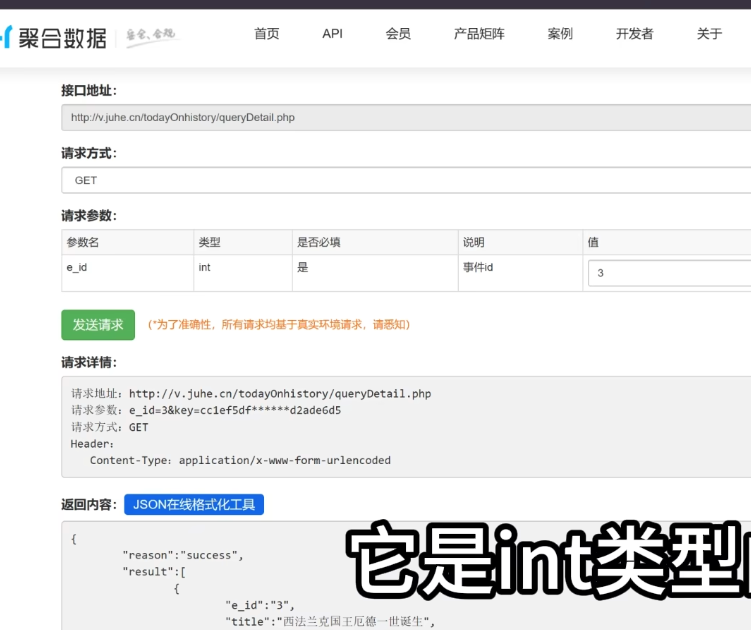 聚合数据
首页 API 会员 产品矩阵 案例 开发者 关于
接口地址：
http://v.juhe.cn/todayOnhistory/queryDetail.php
请求方式：
GET
请求参数：
参数名 类型 是否必填 说明 值
e_id int 是 事件id 3
发送请求 (*为了准确性，所有请求均基于真实环境请求，请悉知)
请求详情：
请求地址：http://v.juhe.cn/todayOnhistory/queryDetail.php
请求参数：e_id=3&key=cc1ef5df******d2ade6d5
请求方式：GET
Header:
Content-Type: application/x-www-form-urlencoded
返回内容： JSON在线格式化工具
{
"reason":"success",
"result":[
{
"e_id":"3",
"title":"西法兰克国王厄德一世诞生",
它是int类型